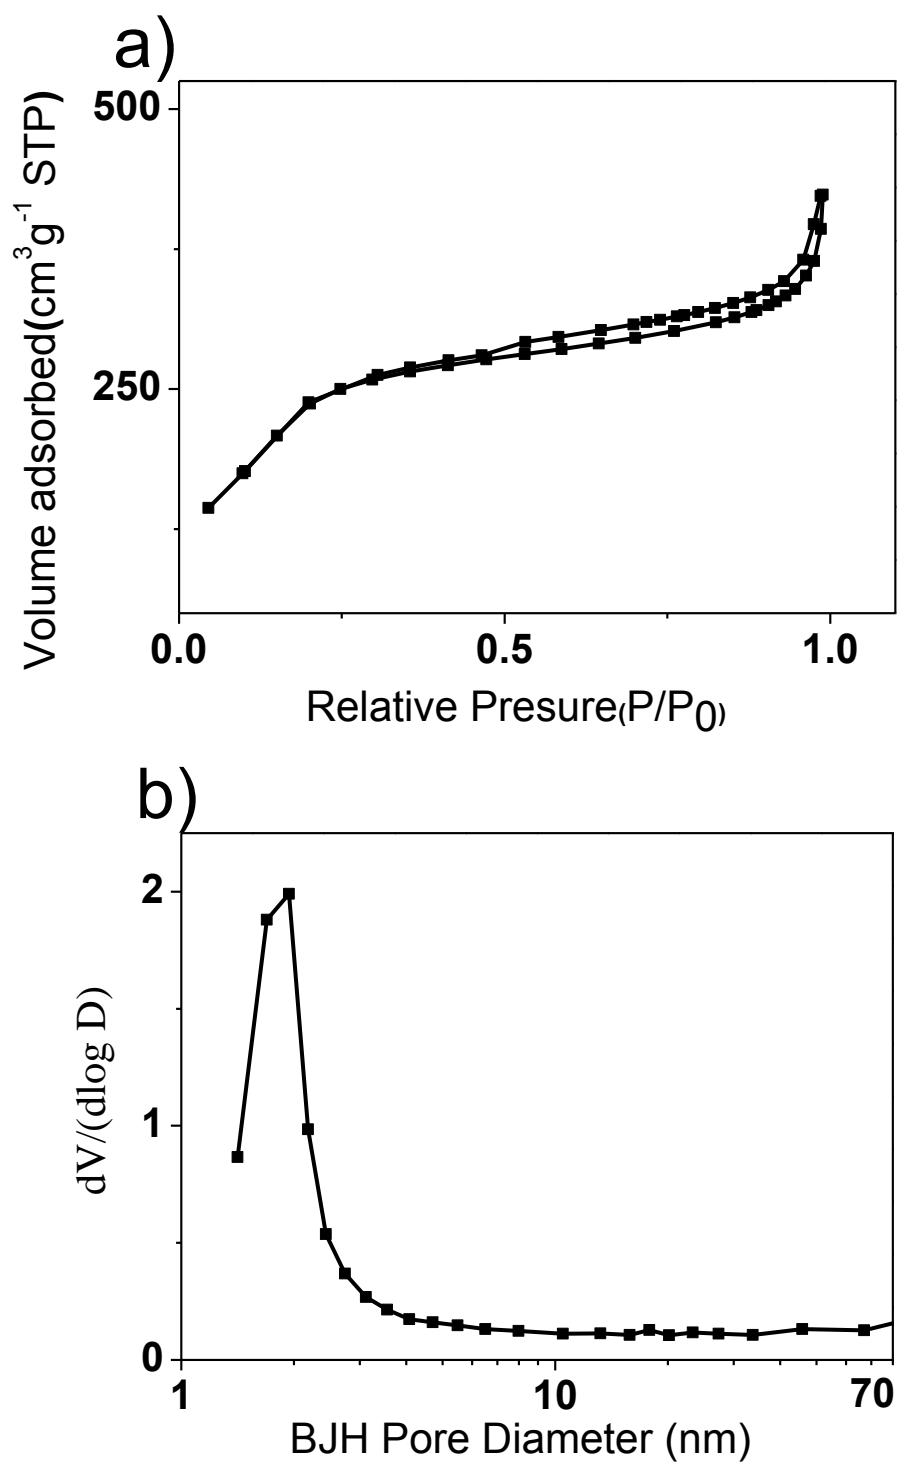 a)
500
250
Volume adsorbed(cm³g⁻¹ STP)
0.0 0.5 1.0
Relative Presure(P/P₀)
b)
2
1
0
dV/(dlog D)
1 10 70
BJH Pore Diameter (nm)